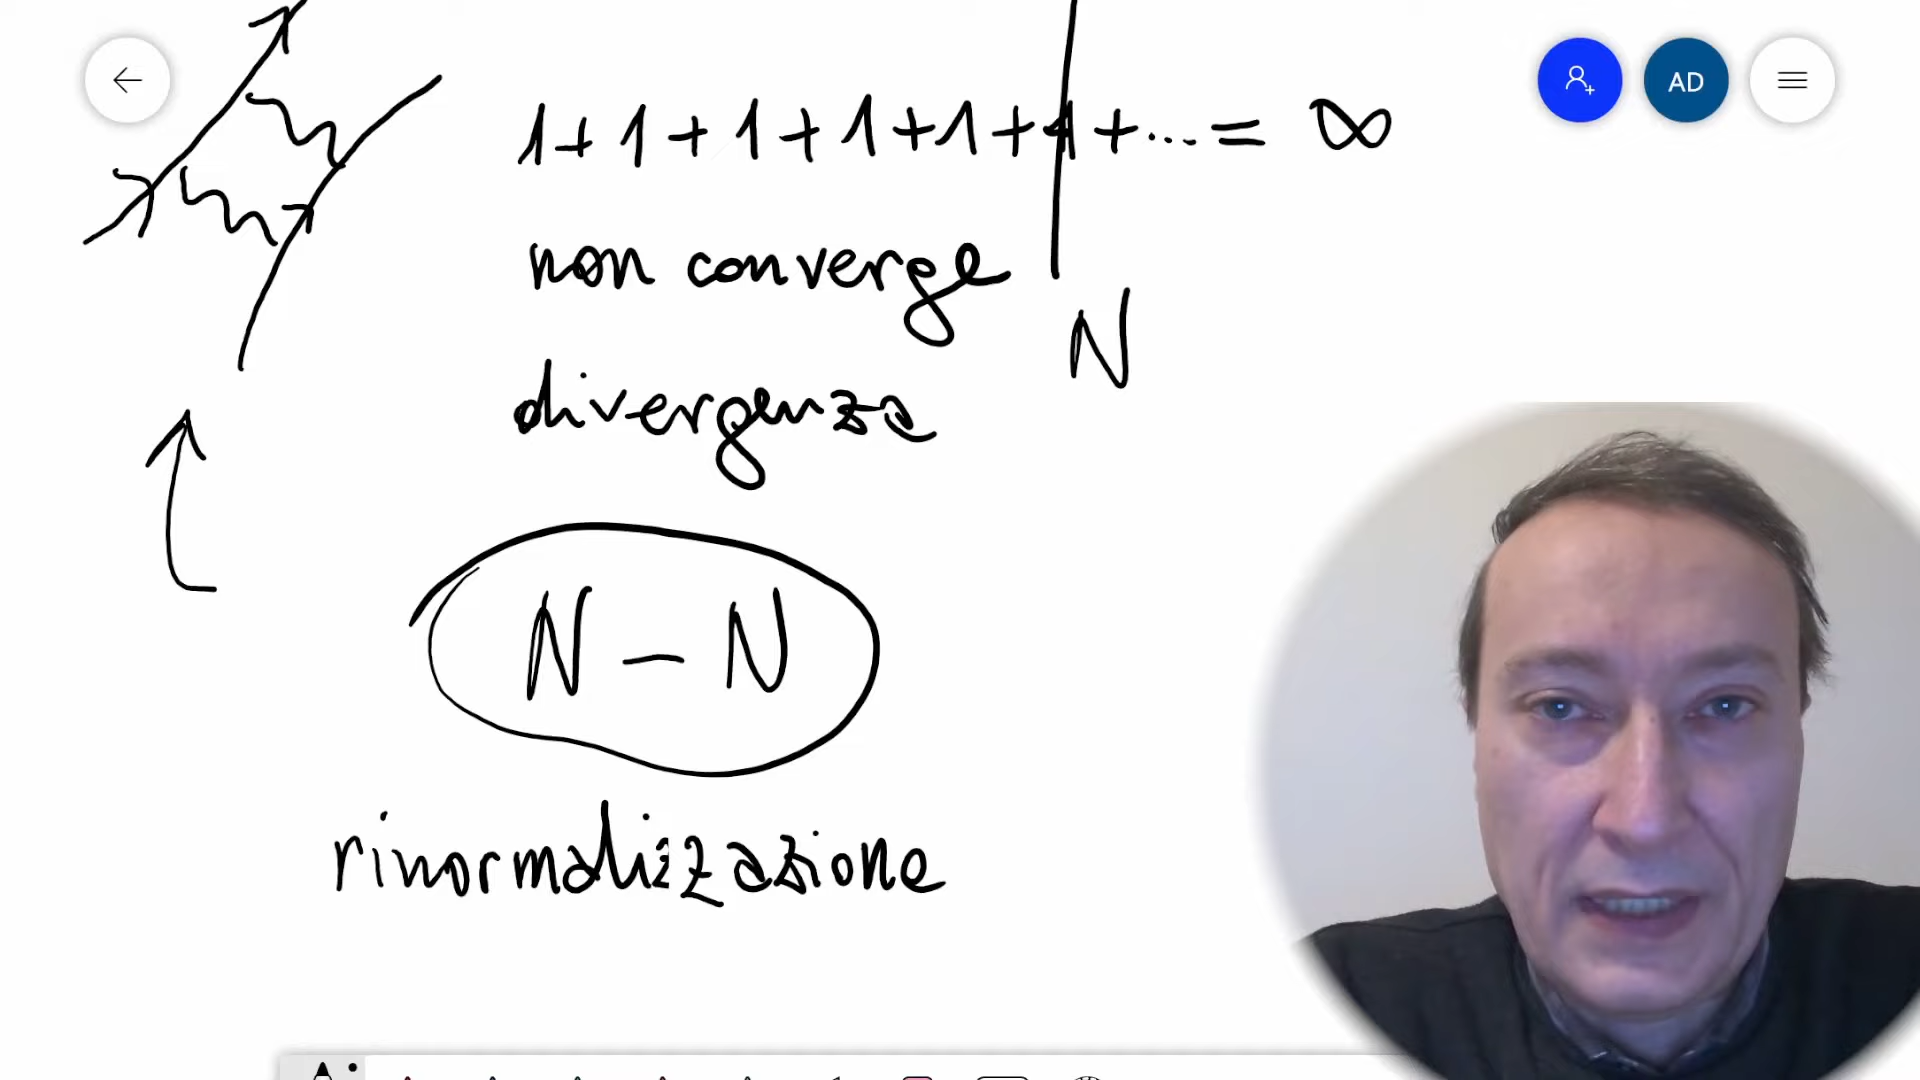 AD
1+1+1+1+1+1+...= ∞
non converge
N
divergenza
N - N
rinormalizzazione